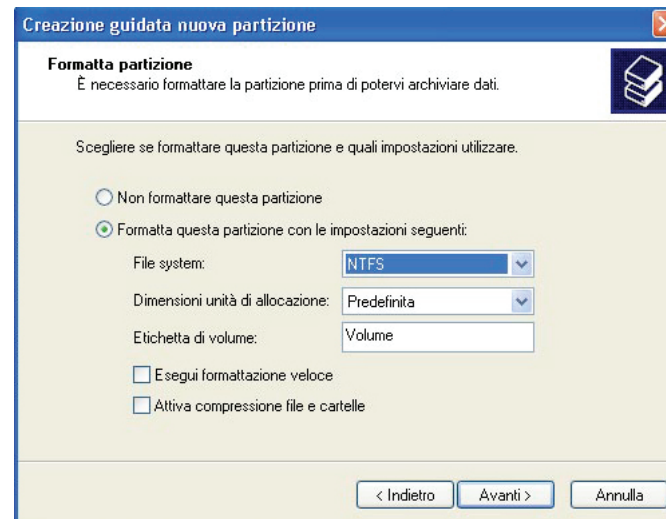 Creazione guidata nuova partizione
Formatta partizione
È necessario formattare la partizione prima di potervi archiviare dati.
Scegliere se formattare questa partizione e quali impostazioni utilizzare.
Non formattare questa partizione
Formatta questa partizione con le impostazioni seguenti:
File system: NTFS
Dimensioni unità di allocazione: Predefinita
Etichetta di volume: Volume
Esegui formattazione veloce
Attiva compressione file e cartelle
< Indietro Avanti > Annulla